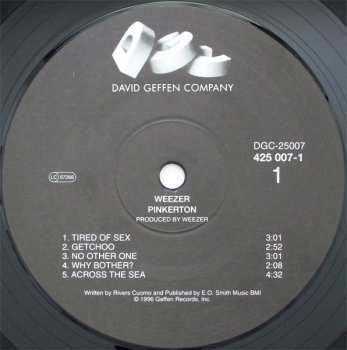 DAVID GEFFEN COMPANY
DGC-25007
425 007-1
1
LC 07266
WEEZER
PINKERTON
PRODUCED BY WEEZER
1. TIRED OF SEX 3:01
2. GETCHOO 2:52
3. NO OTHER ONE 3:01
4. WHY BOTHER? 2:08
5. ACROSS THE SEA 4:32
Written by Rivers Cuomo and Published by E.O. Smith Music BMI
© 1996 Geffen Records, Inc.